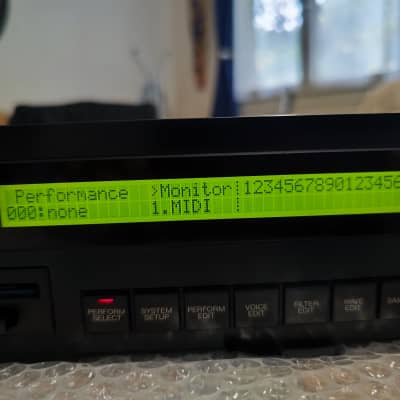 Performance >Monitor 1234567890123456
000:none 1.MIDI
PERFORM SELECT
SYSTEM SETUP
PERFORM EDIT
VOICE EDIT
FILTER EDIT
WAVE EDIT